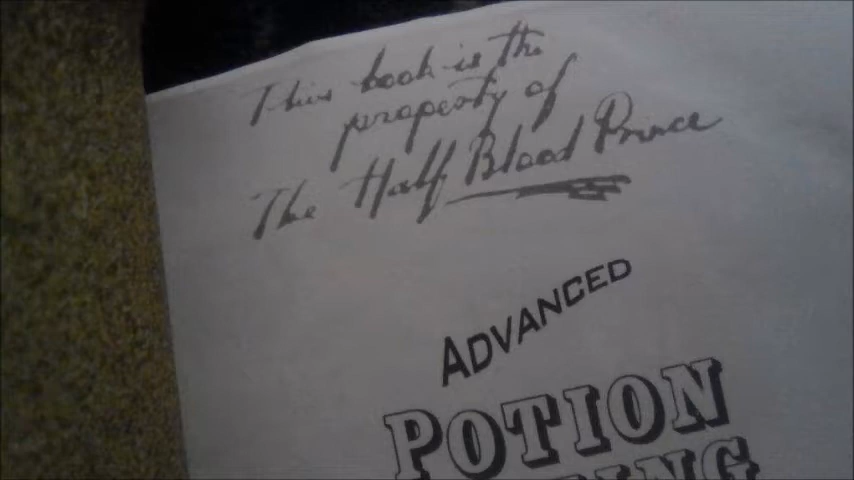 This book is the
property of
The Half Blood Prince
ADVANCED
POTION